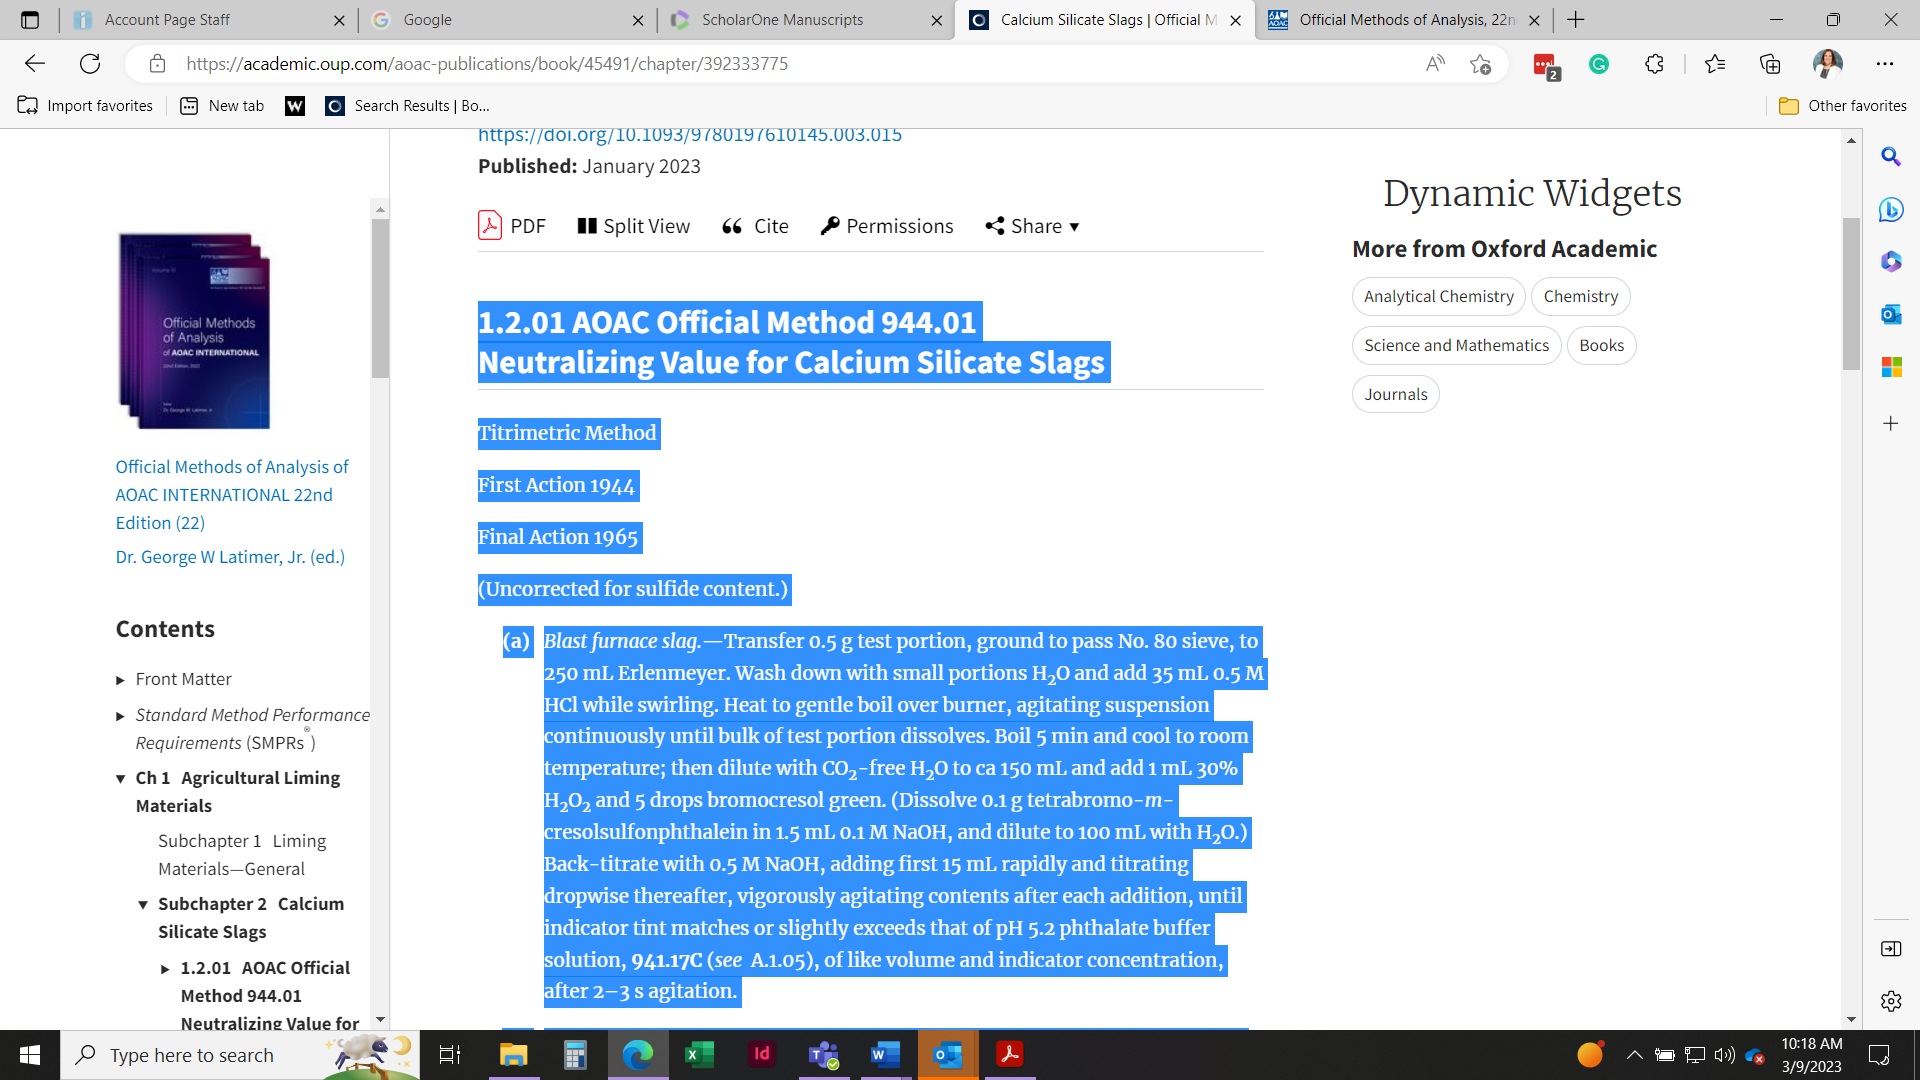 Account Page Staff
Google
ScholarOne Manuscripts
Calcium Silicate Slags | Official M
Official Methods of Analysis, 22n
https://academic.oup.com/aoac-publications/book/45491/chapter/392333775
2
Import favorites
New tab
W
Search Results | Bo...
Other favorites
https://doi.org/10.1093/9780197610145.003.015
Published: January 2023
PDF
Split View
Cite
Permissions
Share
Dynamic Widgets
More from Oxford Academic
Analytical Chemistry
Chemistry
Science and Mathematics
Books
Journals
Official Methods
of Analysis
of AOAC INTERNATIONAL
Official Methods of Analysis of
AOAC INTERNATIONAL 22nd
Edition (22)
Dr. George W Latimer, Jr. (ed.)
Contents
Front Matter
Standard Method Performance
Requirements (SMPRs®)
Ch 1 Agricultural Liming
Materials
Subchapter 1 Liming
Materials—General
Subchapter 2 Calcium
Silicate Slags
1.2.01 AOAC Official
Method 944.01
Neutralizing Value for
1.2.01 AOAC Official Method 944.01
Neutralizing Value for Calcium Silicate Slags
Titrimetric Method
First Action 1944
Final Action 1965
(Uncorrected for sulfide content.)
(a) Blast furnace slag.—Transfer 0.5 g test portion, ground to pass No. 80 sieve, to
250 mL Erlenmeyer. Wash down with small portions H₂O and add 35 mL 0.5 M
HCl while swirling. Heat to gentle boil over burner, agitating suspension
continuously until bulk of test portion dissolves. Boil 5 min and cool to room
temperature; then dilute with CO₂-free H₂O to ca 150 mL and add 1 mL 30%
H₂O₂ and 5 drops bromocresol green. (Dissolve 0.1 g tetrabromo-m-
cresolsulfonphthalein in 1.5 mL 0.1 M NaOH, and dilute to 100 mL with H₂O.)
Back-titrate with 0.5 M NaOH, adding first 15 mL rapidly and titrating
dropwise thereafter, vigorously agitating contents after each addition, until
indicator tint matches or slightly exceeds that of pH 5.2 phthalate buffer
solution, 941.17C (see A.1.05), of like volume and indicator concentration,
after 2–3 s agitation.
Type here to search
10:18 AM
3/9/2023